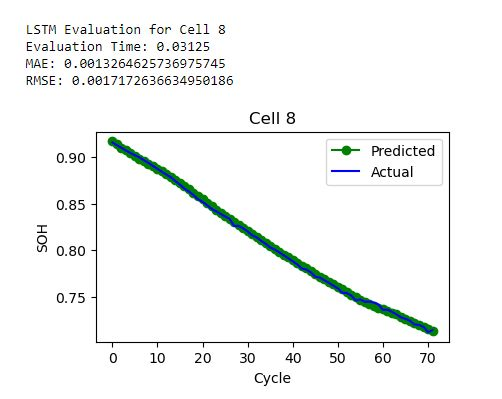 LSTM Evaluation for Cell 8
Evaluation Time: 0.03125
MAE: 0.0013264625736975745
RMSE: 0.0017172636634950186
Cell 8
Predicted
Actual
0.90
0.85
0.80
0.75
SOH
0 10 20 30 40 50 60 70
Cycle